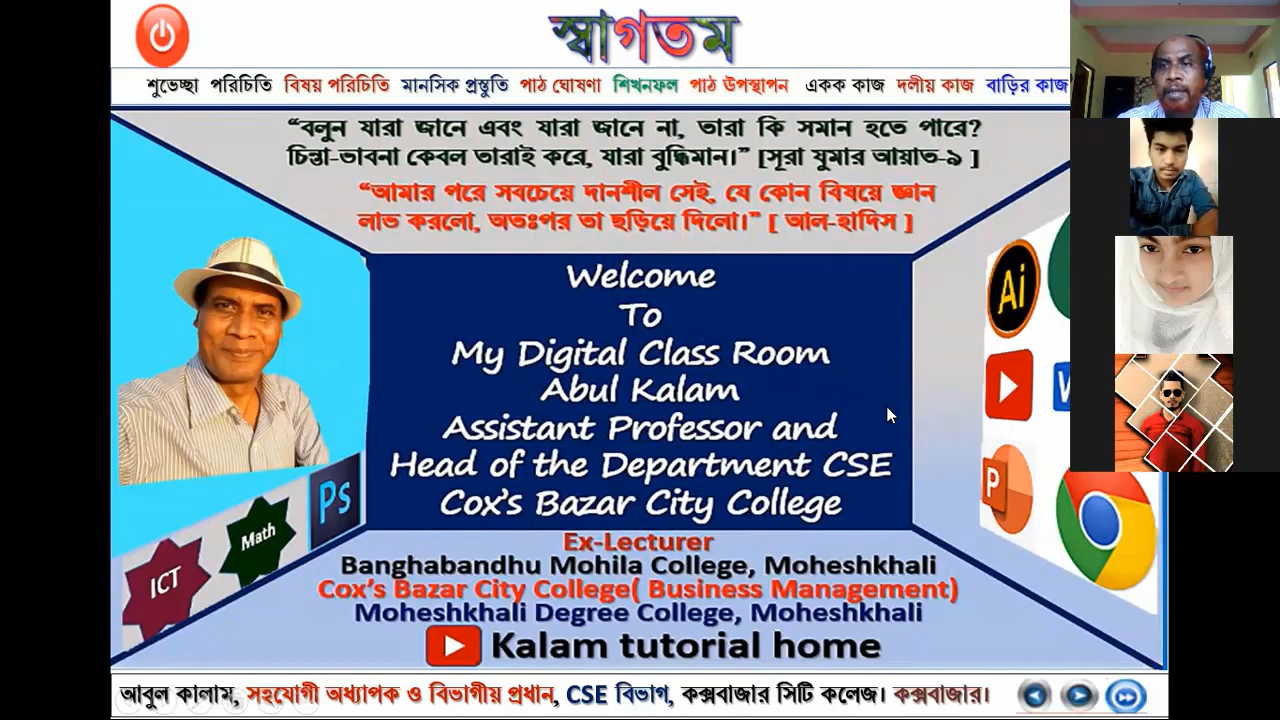 স্বাগতম
শুভেচ্ছা পরিচিতি বিষয় পরিচিতি মানসিক প্রস্তুতি পাঠ ঘোষণা শিখনফল পাঠ উপস্থাপন একক কাজ দলীয় কাজ বাড়ির কাজ
“বলুন যারা জানে এবং যারা জানে না, তারা কি সমান হতে পারে?
চিন্তা-ভাবনা কেবল তারাই করে, যারা বুদ্ধিমান।” [সূরা যুমার আয়াত-৯ ]
“আমার পরে সবচেয়ে দানশীল সেই, যে কোন বিষয়ে জ্ঞান
লাভ করলো, অতঃপর তা ছড়িয়ে দিলো।” [ আল-হাদিস ]
Welcome
To
My Digital Class Room
Abul Kalam
Assistant Professor and
Head of the Department CSE
Cox’s Bazar City College
Ai
P
Ps
Math
ICT
Ex-Lecturer
Banghabandhu Mohila College, Moheshkhali
Cox’s Bazar City College( Business Management)
Moheshkhali Degree College, Moheshkhali
Kalam tutorial home
আবুল কালাম, সহযোগী অধ্যাপক ও বিভাগীয় প্রধান, CSE বিভাগ, কক্সবাজার সিটি কলেজ। কক্সবাজার।